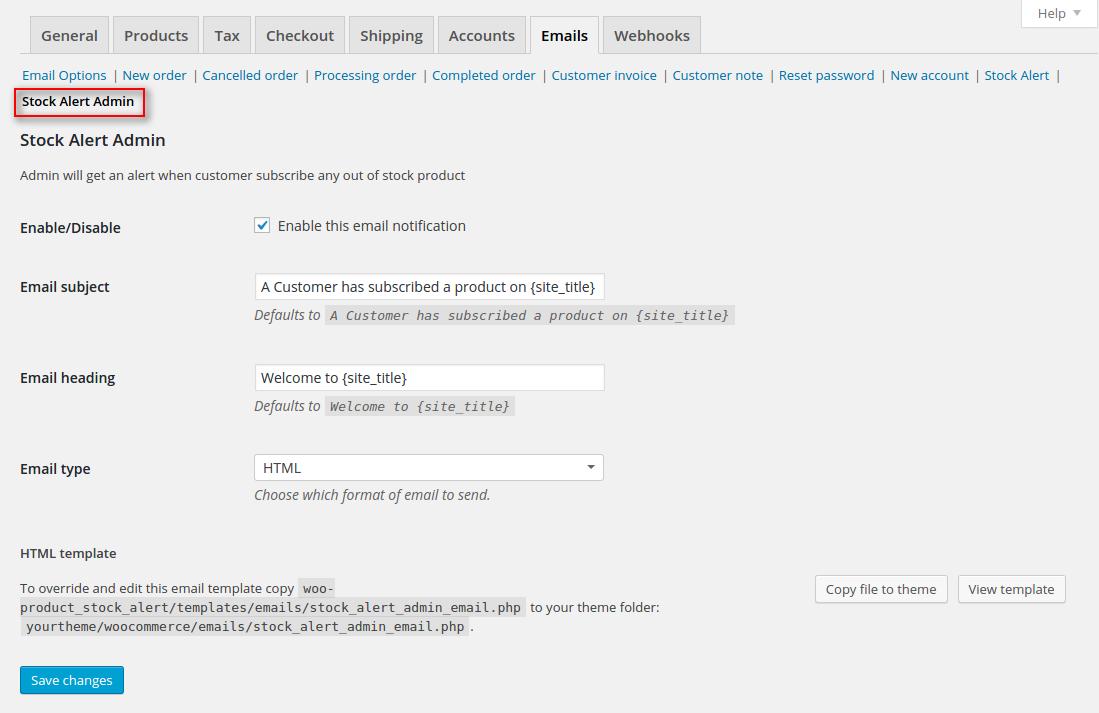 Help
General Products Tax Checkout Shipping Accounts Emails Webhooks
Email Options | New order | Cancelled order | Processing order | Completed order | Customer invoice | Customer note | Reset password | New account | Stock Alert |
Stock Alert Admin
Stock Alert Admin
Admin will get an alert when customer subscribe any out of stock product
Enable/Disable Enable this email notification
Email subject A Customer has subscribed a product on {site_title}
Defaults to A Customer has subscribed a product on {site_title}
Email heading Welcome to {site_title}
Defaults to Welcome to {site_title}
Email type HTML
Choose which format of email to send.
HTML template
To override and edit this email template copy woo-
product_stock_alert/templates/emails/stock_alert_admin_email.php to your theme folder:
yourtheme/woocommerce/emails/stock_alert_admin_email.php.
Copy file to theme View template
Save changes